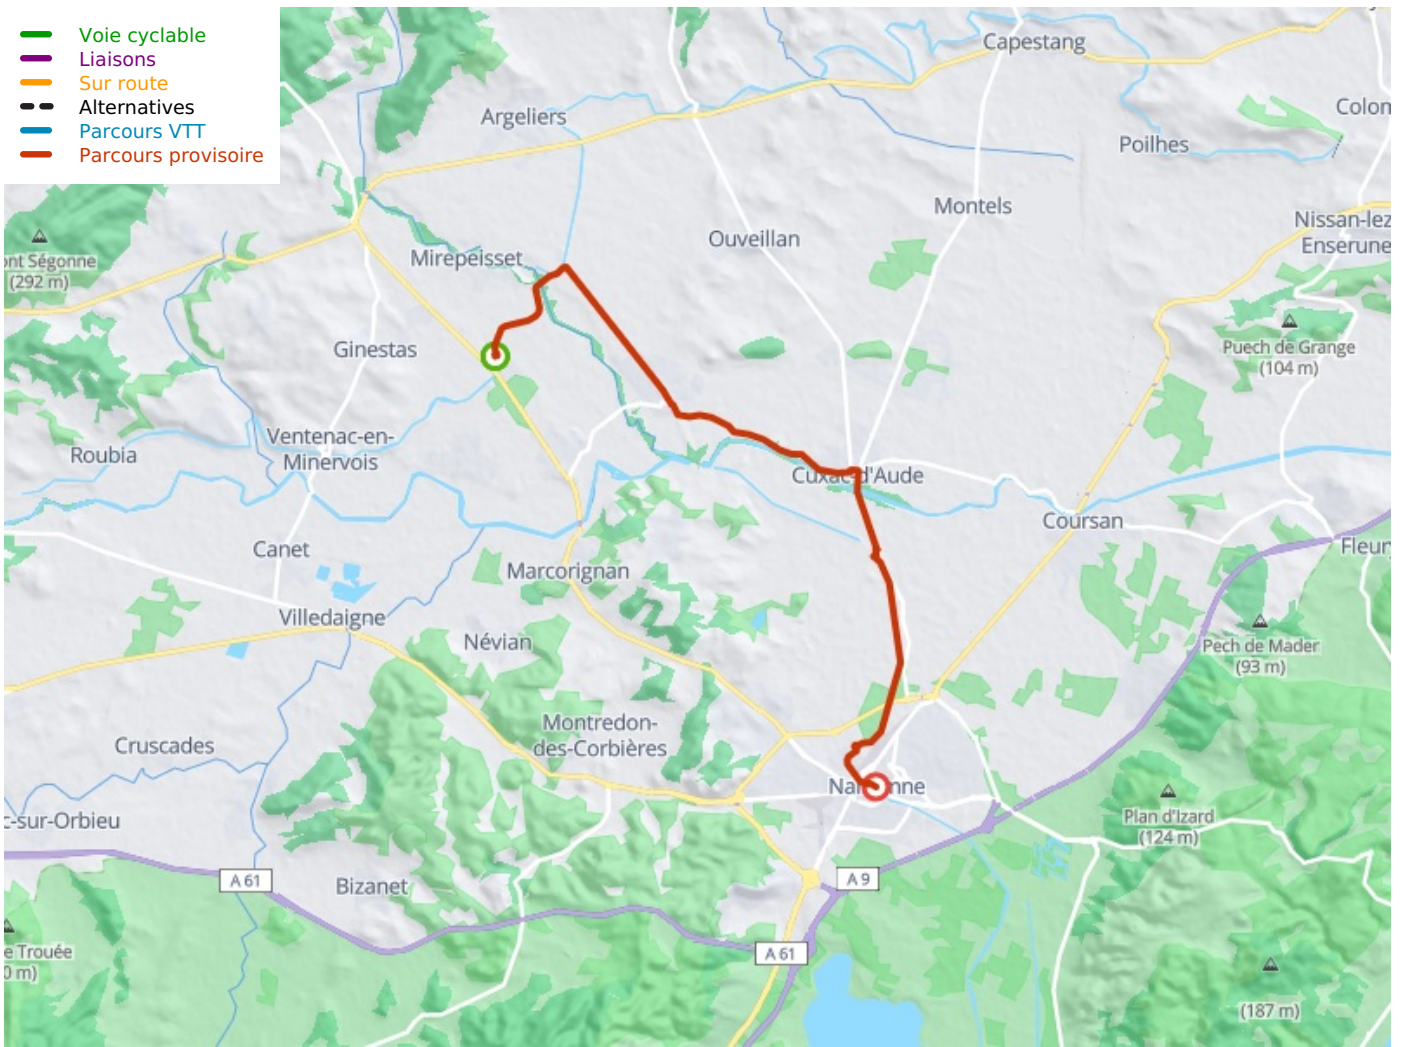 Voie cyclable
Liaisons
Sur route
Alternatives
Parcours VTT
Parcours provisoire
Capestang
Argeliers
Colom
Poilhes
Montels
Nissan-lez
Enserune
Ouveillan
Mirepeisset
ont Ségonne
(292 m)
Ginestas
Puech de Grange
(104 m)
Ventenac-en-
Minervois
Roubia
Cuxac-d'Aude
Coursan
Canet
Fleury
Marcorignan
Villedaigne
Névian
Pech de Mader
(93 m)
Montredon-
des-Corbières
Cruscades
Narbonne
c-sur-Orbieu
Plan d'Izard
(124 m)
A 61
A 9
Bizanet
A 61
e Trouée
0 m)
(187 m)